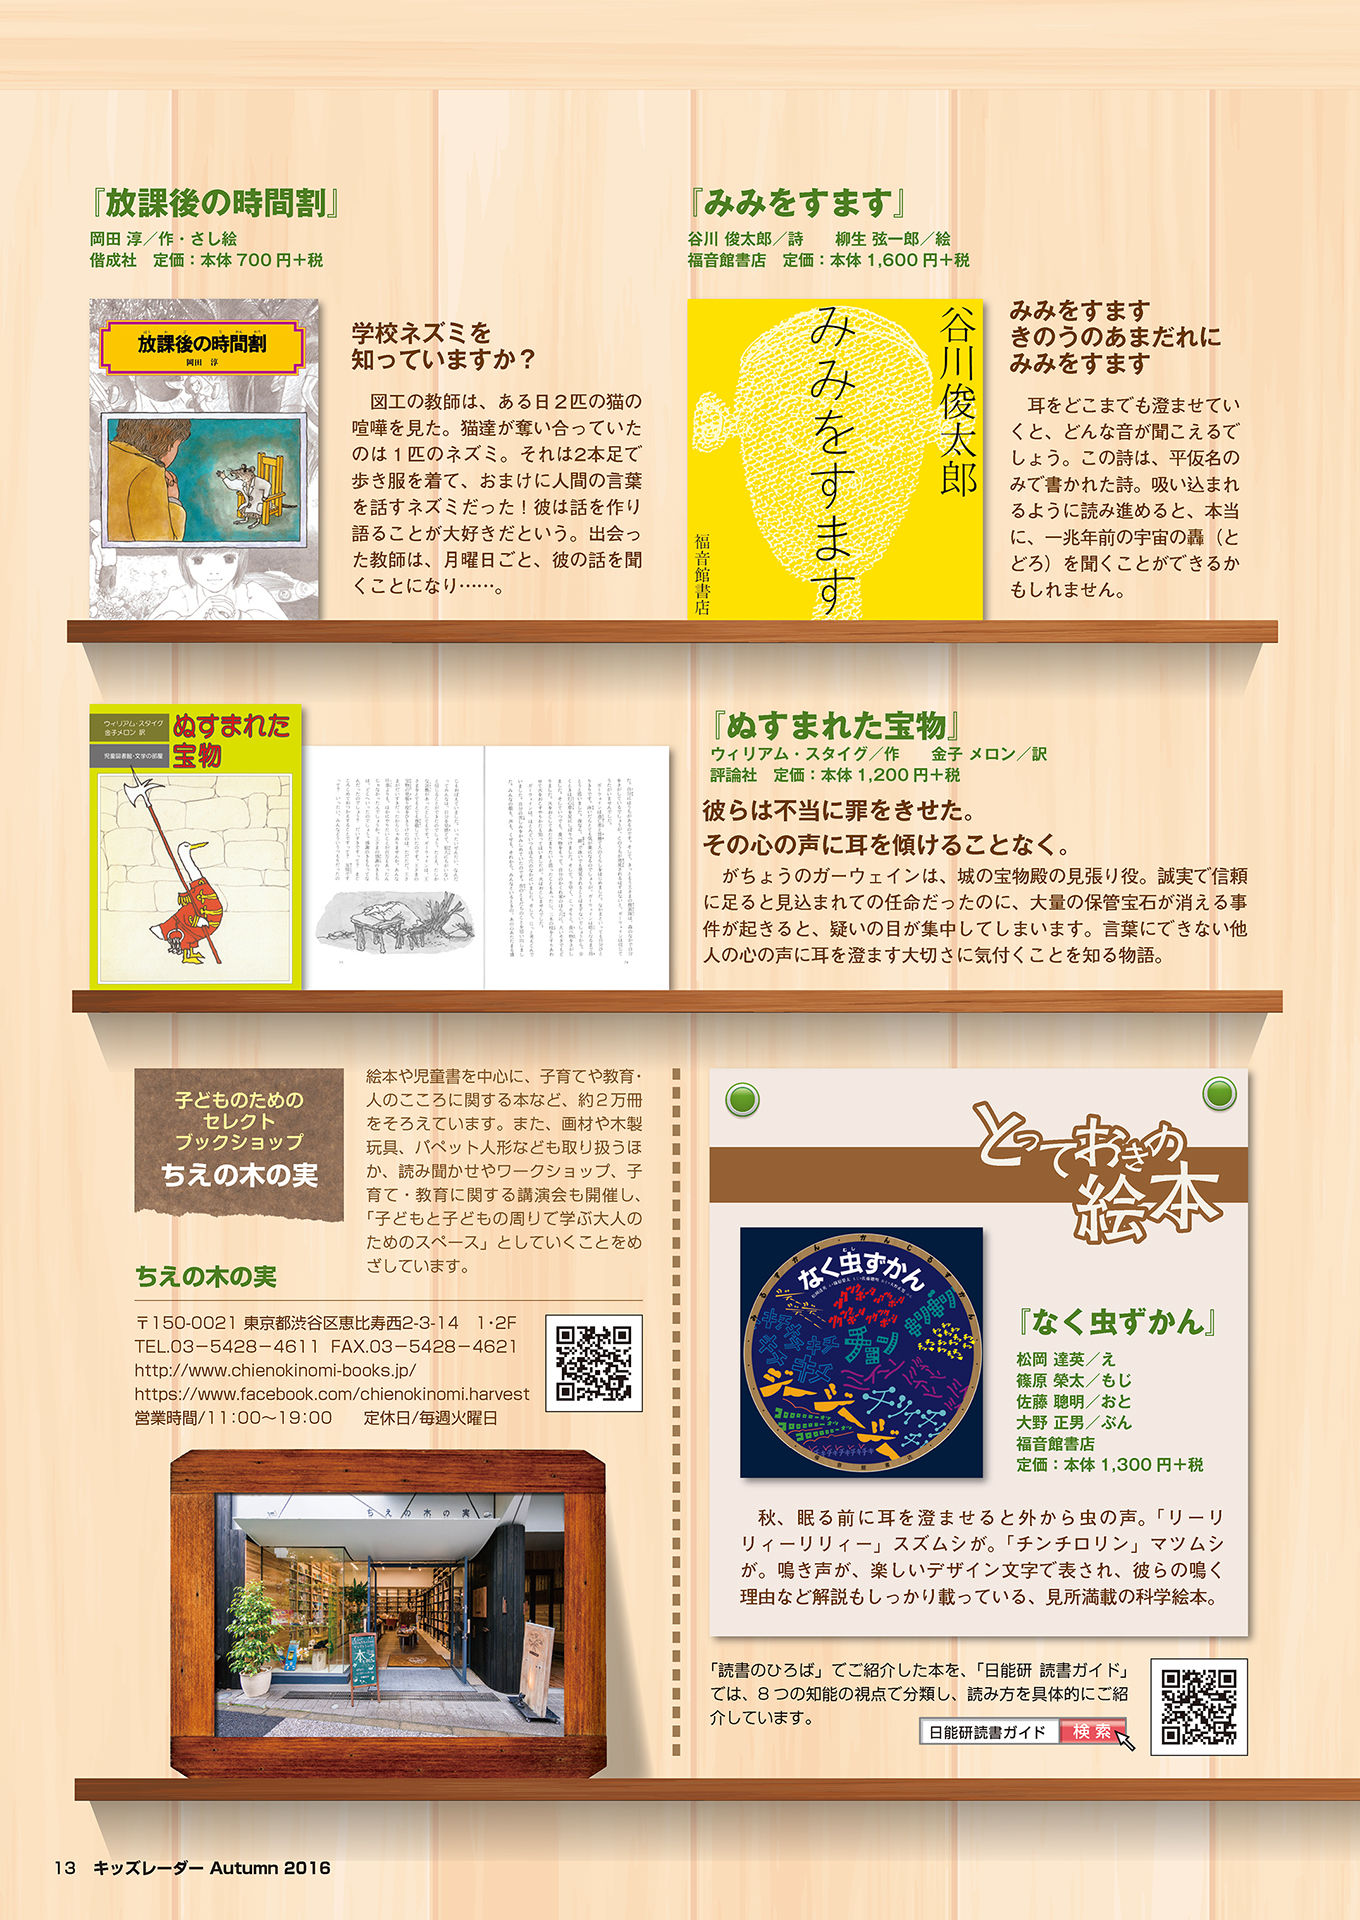 『放課後の時間割』
岡田 淳／作・さし絵
偕成社　定価：本体 700 円＋税
放課後の時間割
岡田 淳
学校ネズミを
知っていますか？
図工の教師は、ある日２匹の猫の
喧嘩を見た。猫達が奪い合っていた
のは１匹のネズミ。それは2本足で
歩き服を着て、おまけに人間の言葉
を話すネズミだった！彼は話を作り
語ることが大好きだという。出会っ
た教師は、月曜日ごと、彼の話を聞
くことになり……。
『みみをすます』
谷川 俊太郎／詩　　柳生 弦一郎／絵
福音館書店　定価：本体 1,600 円＋税
谷川俊太郎
みみをすます
福音館書店
みみをすます
きのうのあまだれに
みみをすます
耳をどこまでも澄ませてい
くと、どんな音が聞こえるで
しょう。この詩は、平仮名の
みで書かれた詩。吸い込まれ
るように読み進めると、本当
に、一兆年前の宇宙の轟（と
どろ）を聞くことができるか
もしれません。
ウィリアム・スタイグ
金子メロン 訳
児童図書館・文学の部屋
ぬすまれた
宝物
『ぬすまれた宝物』
ウィリアム・スタイグ／作　　金子 メロン／訳
評論社　定価：本体 1,200 円＋税
彼らは不当に罪をきせた。
その心の声に耳を傾けることなく。
がちょうのガーウェインは、城の宝物殿の見張り役。誠実で信頼
に足ると見込まれての任命だったのに、大量の保管宝石が消える事
件が起きると、疑いの目が集中してしまいます。言葉にできない他
人の心の声に耳を澄ます大切さに気付くことを知る物語。
子どものための
セレクト
ブックショップ
ちえの木の実
絵本や児童書を中心に、子育てや教育・
人のこころに関する本など、約２万冊
をそろえています。また、画材や木製
玩具、パペット人形なども取り扱うほ
か、読み聞かせやワークショップ、子
育て・教育に関する講演会も開催し、
「子どもと子どもの周りで学ぶ大人の
ためのスペース」としていくことをめ
ざしています。
ちえの木の実
〒150-0021 東京都渋谷区恵比寿西2-3-14　1・2F
TEL.03－5428－4611 FAX.03－5428－4621
http://www.chienokinomi-books.jp/
https://www.facebook.com/chienokinomi.harvest
営業時間/11：00～19：00　　定休日/毎週火曜日
ちえの木の実
とっておきの
絵本
なく虫ずかん
『なく虫ずかん』
松岡 達英／え
篠原 榮太／もじ
佐藤 聰明／おと
大野 正男／ぶん
福音館書店
定価：本体 1,300 円＋税
秋、眠る前に耳を澄ませると外から虫の声。「リーリ
リィーリリィー」スズムシが。「チンチロリン」マツムシ
が。鳴き声が、楽しいデザイン文字で表され、彼らの鳴く
理由など解説もしっかり載っている、見所満載の科学絵本。
「読書のひろば」でご紹介した本を、「日能研 読書ガイド」
では、８つの知能の視点で分類し、読み方を具体的にご紹
介しています。
日能研読書ガイド　検索
13　キッズレーダー Autumn 2016